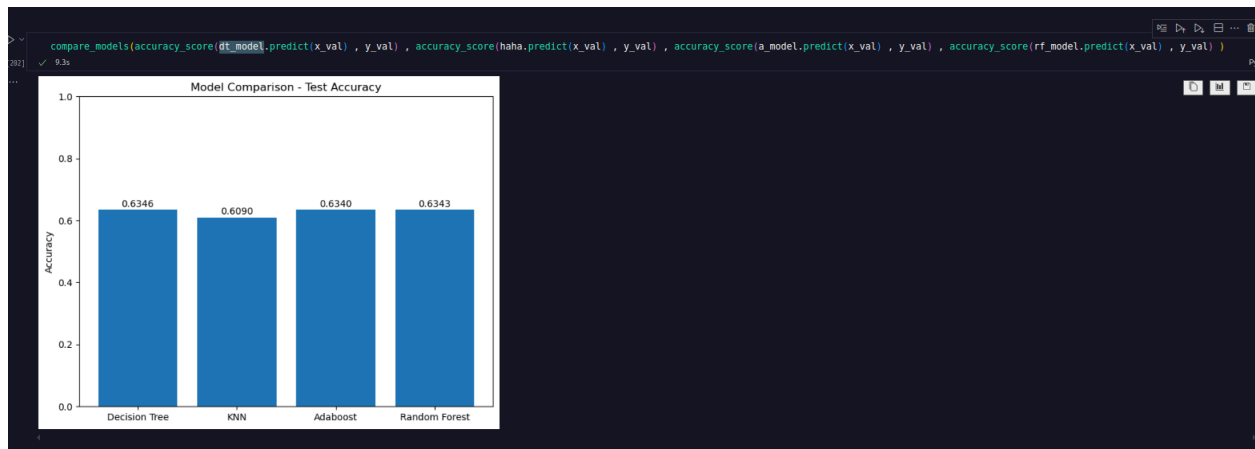 compare_models(accuracy_score(dt_model.predict(x_val) , y_val) , accuracy_score(haha.predict(x_val) , y_val) , accuracy_score(a_model.predict(x_val) , y_val) , accuracy_score(rf_model.predict(x_val) , y_val) )
[282]
9.3s
Model Comparison - Test Accuracy
1.0
0.8
0.6
0.4
0.2
0.0
Accuracy
0.6346
0.6090
0.6340
0.6343
Decision Tree
KNN
Adaboost
Random Forest